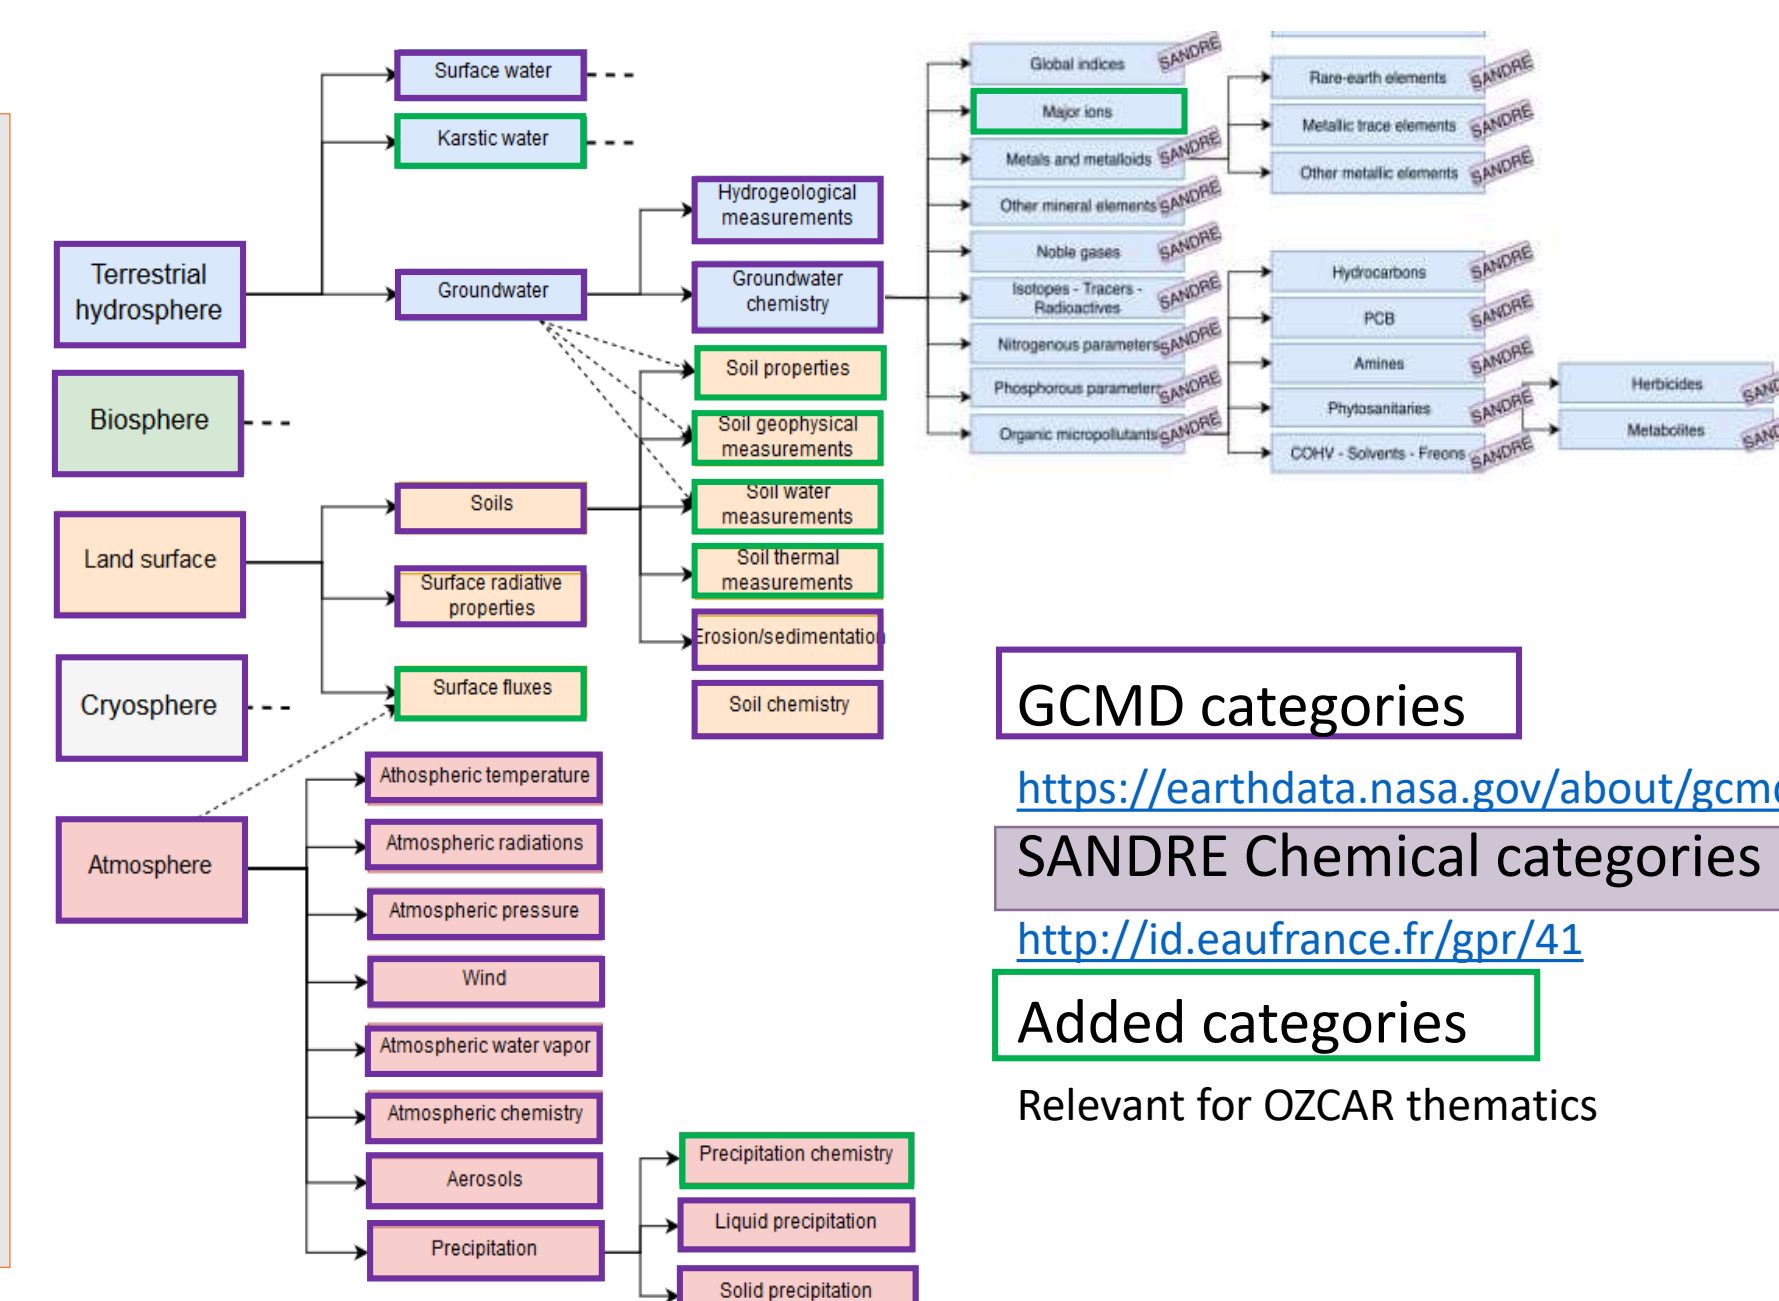 Terrestrial
hydrosphere
Biosphere
Land surface
Cryosphere
Atmosphere
Surface water
Karstic water
Groundwater
Soils
Surface radiative
properties
Surface fluxes
Athospheric temperature
Atmospheric radiations
Atmospheric pressure
Wind
Atmospheric water vapor
Atmospheric chemistry
Aerosols
Precipitation
Hydrogeological
measurements
Groundwater
chemistry
Soil properties
Soil geophysical
measurements
Soil water
measurements
Soil thermal
measurements
Erosion/sedimentation
Soil chemistry
Precipitation chemistry
Liquid precipitation
Solid precipitation
Global indices SANDRE
Major ions
Metals and metalloids SANDRE
Other mineral elements SANDRE
Noble gases SANDRE
Isotopes - Tracers -
Radioactives SANDRE
Nitrogenous parameters SANDRE
Phosphorous parameters SANDRE
Organic micropollutants SANDRE
Rare-earth elements SANDRE
Metallic trace elements SANDRE
Other metallic elements SANDRE
Hydrocarbons SANDRE
PCB SANDRE
Amines SANDRE
Phytosanitaries SANDRE
COHV - Solvents - Freons SANDRE
Herbicides SAND
Metabolites SAND
GCMD categories
https://earthdata.nasa.gov/about/gcmd
SANDRE Chemical categories
http://id.eaufrance.fr/gpr/41
Added categories
Relevant for OZCAR thematics